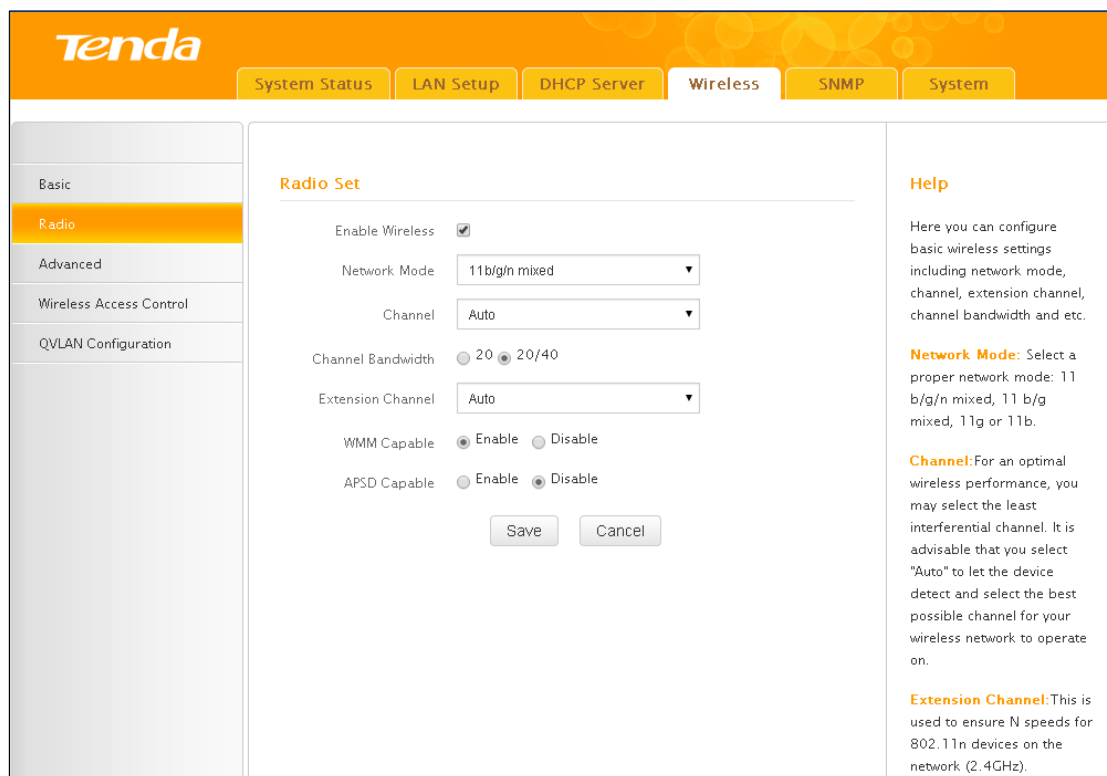 Tenda
System Status
LAN Setup
DHCP Server
Wireless
SNMP
System
Basic
Radio
Advanced
Wireless Access Control
QVLAN Configuration
Radio Set
Enable Wireless
Network Mode 11b/g/n mixed
Channel Auto
Channel Bandwidth 20 20/40
Extension Channel Auto
WMM Capable Enable Disable
APSD Capable Enable Disable
Save Cancel
Help
Here you can configure
basic wireless settings
including network mode,
channel, extension channel,
channel bandwidth and etc.
Network Mode: Select a
proper network mode: 11
b/g/n mixed, 11 b/g
mixed, 11g or 11b.
Channel:For an optimal
wireless performance, you
may select the least
interferential channel. It is
advisable that you select
"Auto" to let the device
detect and select the best
possible channel for your
wireless network to operate
on.
Extension Channel:This is
used to ensure N speeds for
802.11n devices on the
network (2.4GHz).